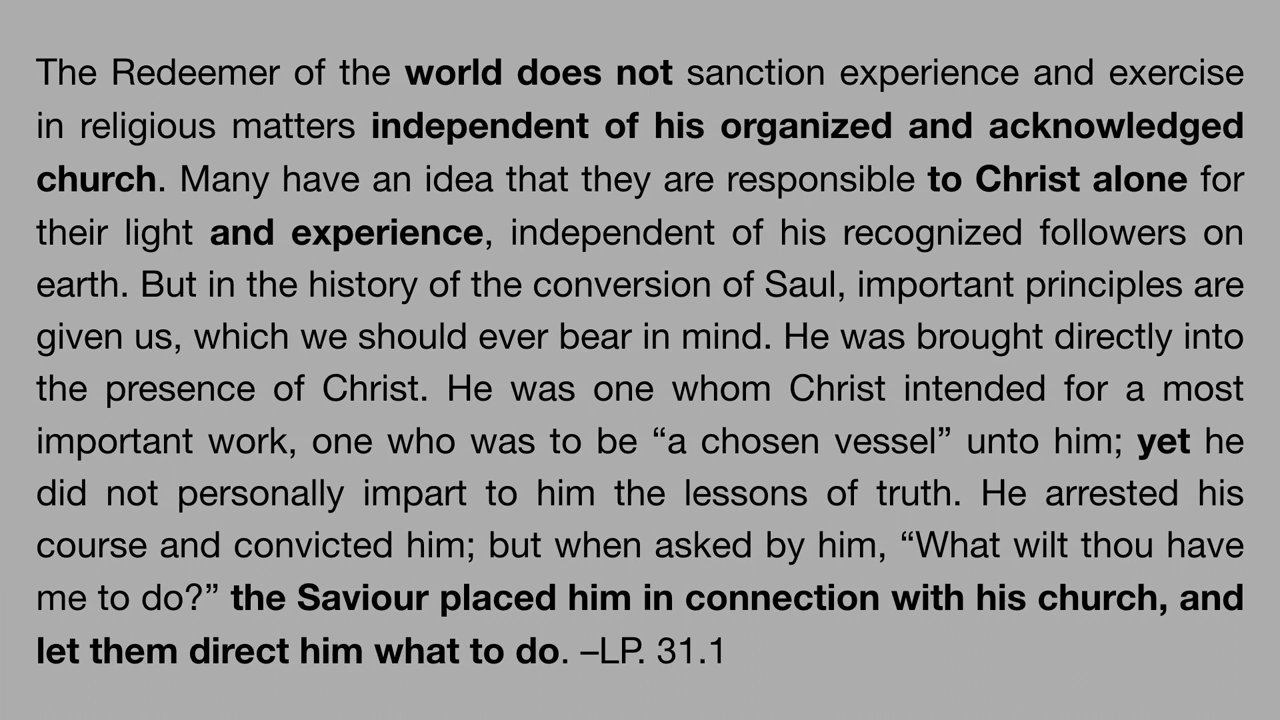 The Redeemer of the world does not sanction experience and exercise
in religious matters independent of his organized and acknowledged
church. Many have an idea that they are responsible to Christ alone for
their light and experience, independent of his recognized followers on
earth. But in the history of the conversion of Saul, important principles are
given us, which we should ever bear in mind. He was brought directly into
the presence of Christ. He was one whom Christ intended for a most
important work, one who was to be “a chosen vessel” unto him; yet he
did not personally impart to him the lessons of truth. He arrested his
course and convicted him; but when asked by him, “What wilt thou have
me to do?” the Saviour placed him in connection with his church, and
let them direct him what to do. –LP. 31.1